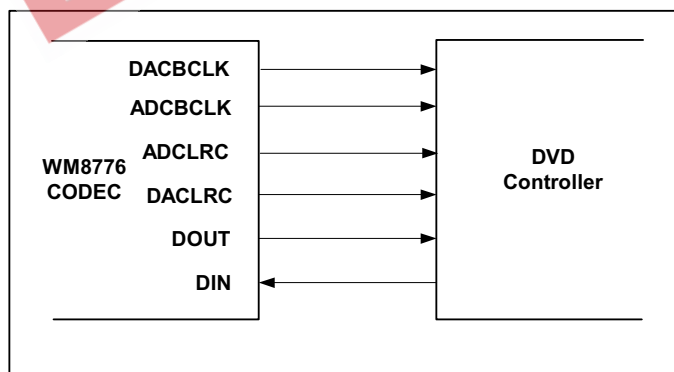 DACBCLK
ADCBCLK
ADCLRC
WM8776
CODEC
DACLRC
DOUT
DIN
DVD
Controller